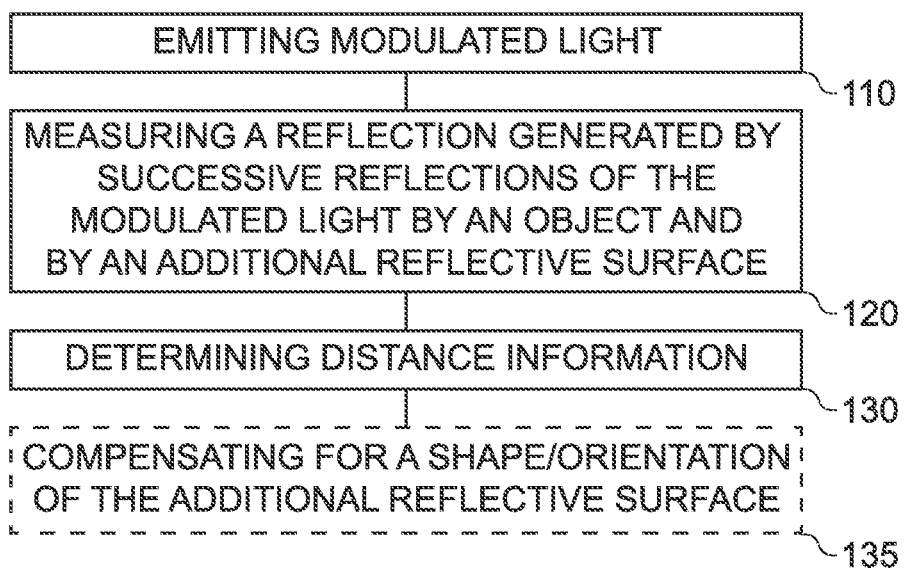 EMITTING MODULATED LIGHT
110
MEASURING A REFLECTION GENERATED BY
SUCCESSIVE REFLECTIONS OF THE
MODULATED LIGHT BY AN OBJECT AND
BY AN ADDITIONAL REFLECTIVE SURFACE
120
DETERMINING DISTANCE INFORMATION
130
COMPENSATING FOR A SHAPE/ORIENTATION
OF THE ADDITIONAL REFLECTIVE SURFACE
135